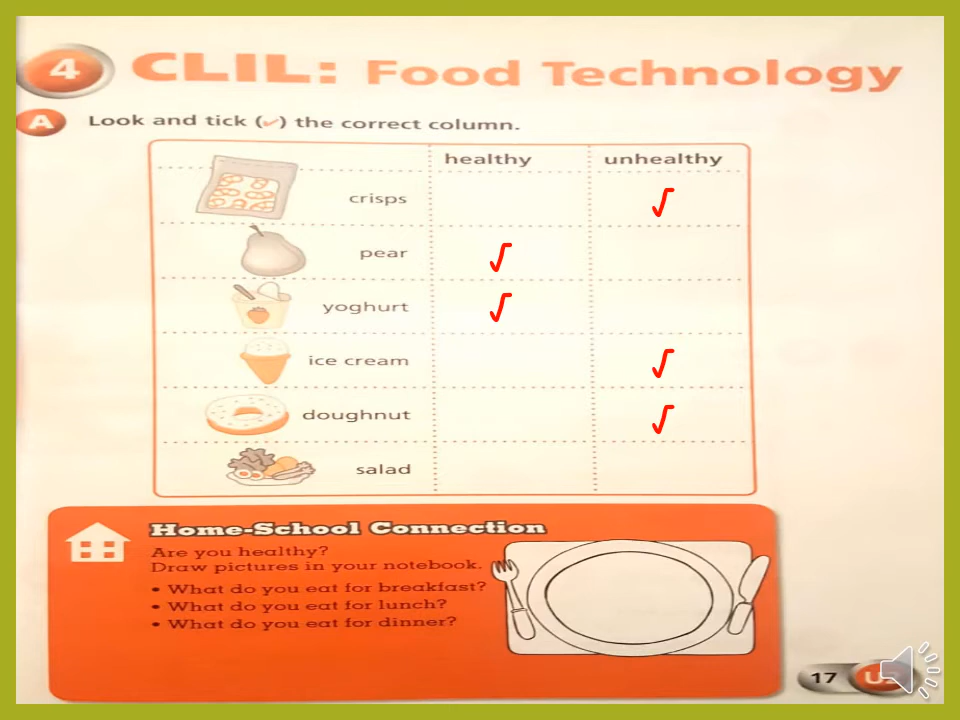 4 CLIL: Food Technology
A Look and tick (✓) the correct column.
healthy unhealthy
crisps √
pear √
yoghurt √
ice cream √
doughnut √
salad
Home-School Connection
Are you healthy?
Draw pictures in your notebook.
• What do you eat for breakfast?
• What do you eat for lunch?
• What do you eat for dinner?
17